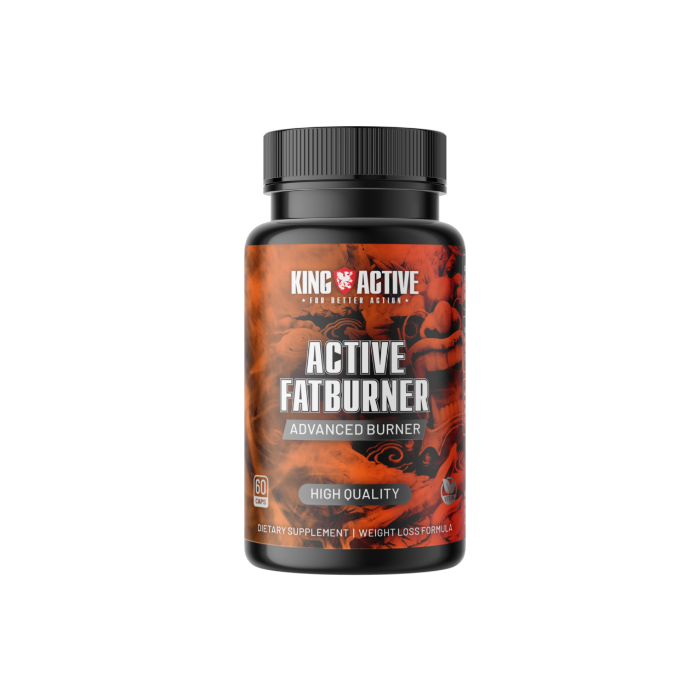 KING ACTIVE
FOR BETTER ACTION
ACTIVE
FATBURNER
ADVANCED BURNER
60
CAPS
HIGH QUALITY
DIETARY SUPPLEMENT | WEIGHT LOSS FORMULA